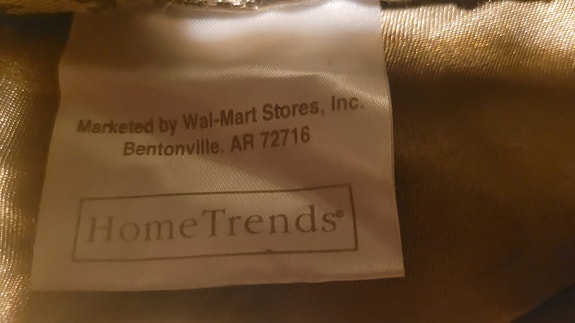 Marketed by Wal-Mart Stores, Inc.
Bentonville, AR 72716
HomeTrends®